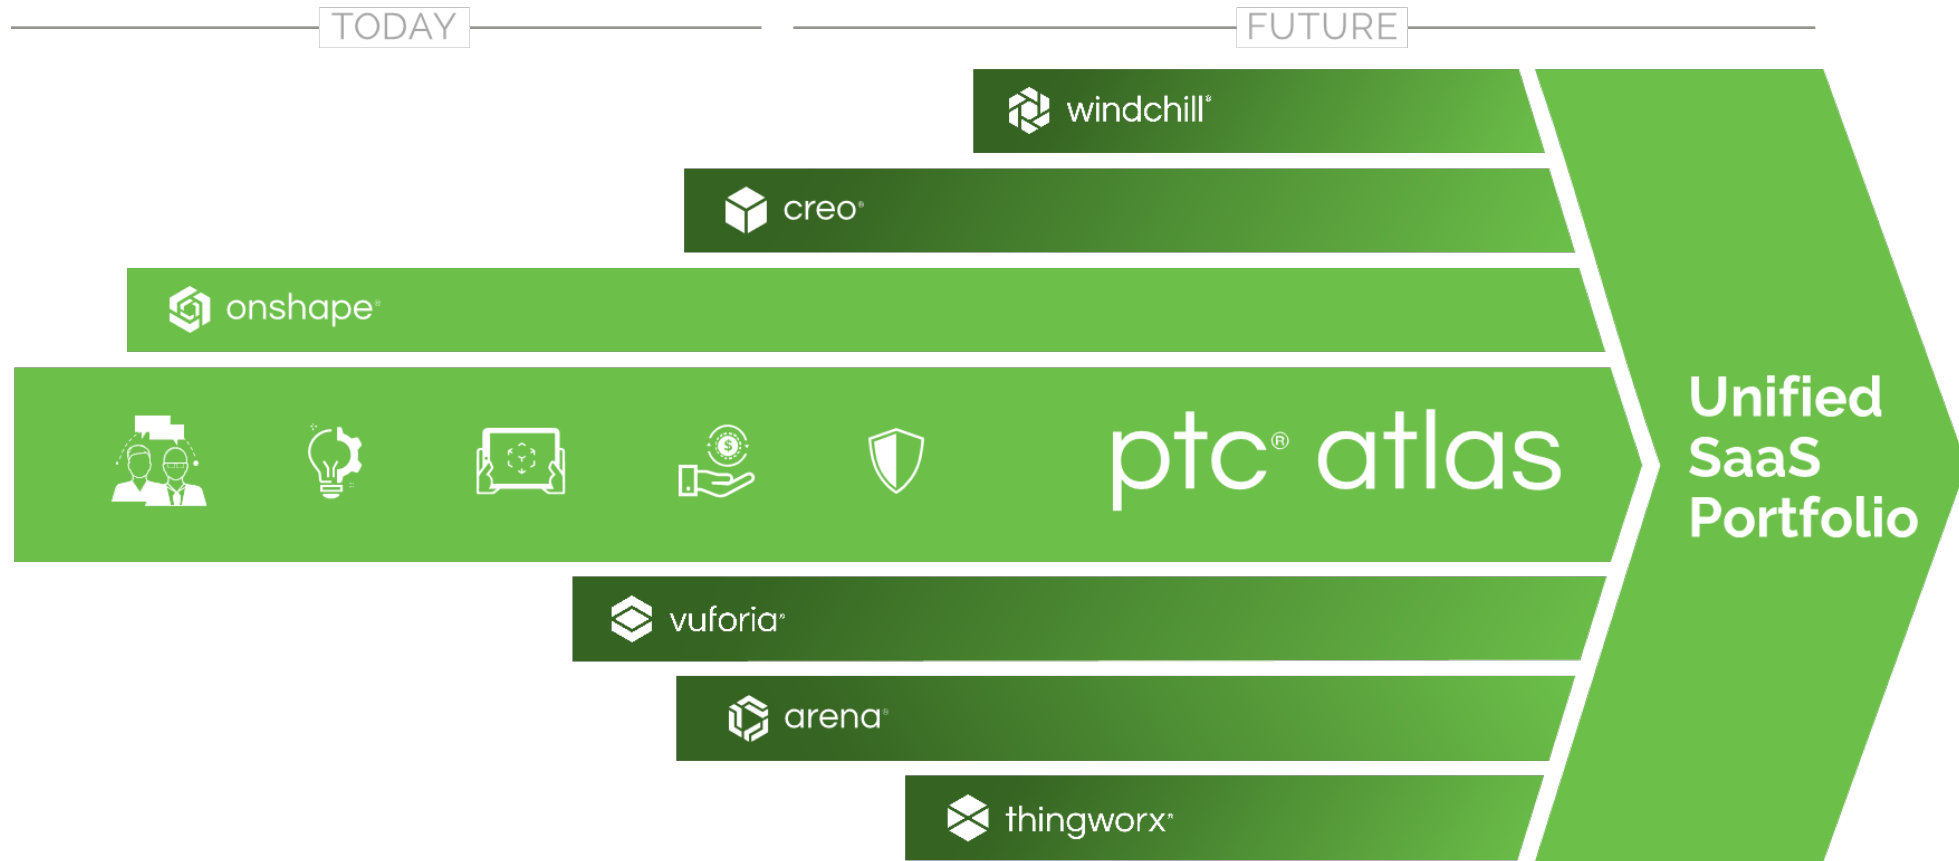 TODAY
FUTURE
windchill®
creo®
onshape®
$
ptc® atlas
Unified
SaaS
Portfolio
vuforia®
arena®
thingworx®